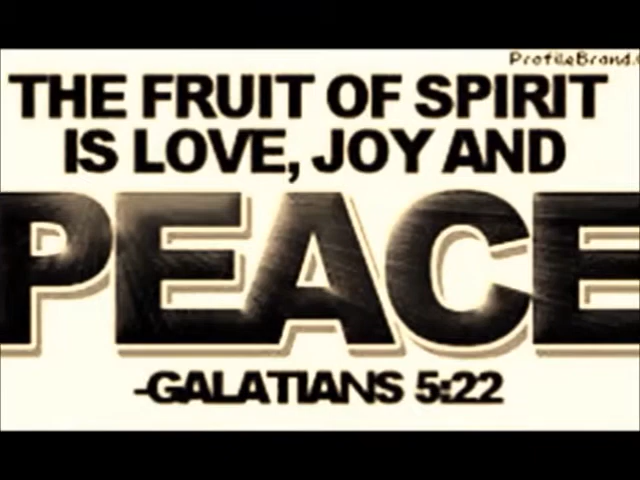 ProfileBrand.
THE FRUIT OF SPIRIT
IS LOVE, JOY AND
PEACE
-GALATIANS 5:22